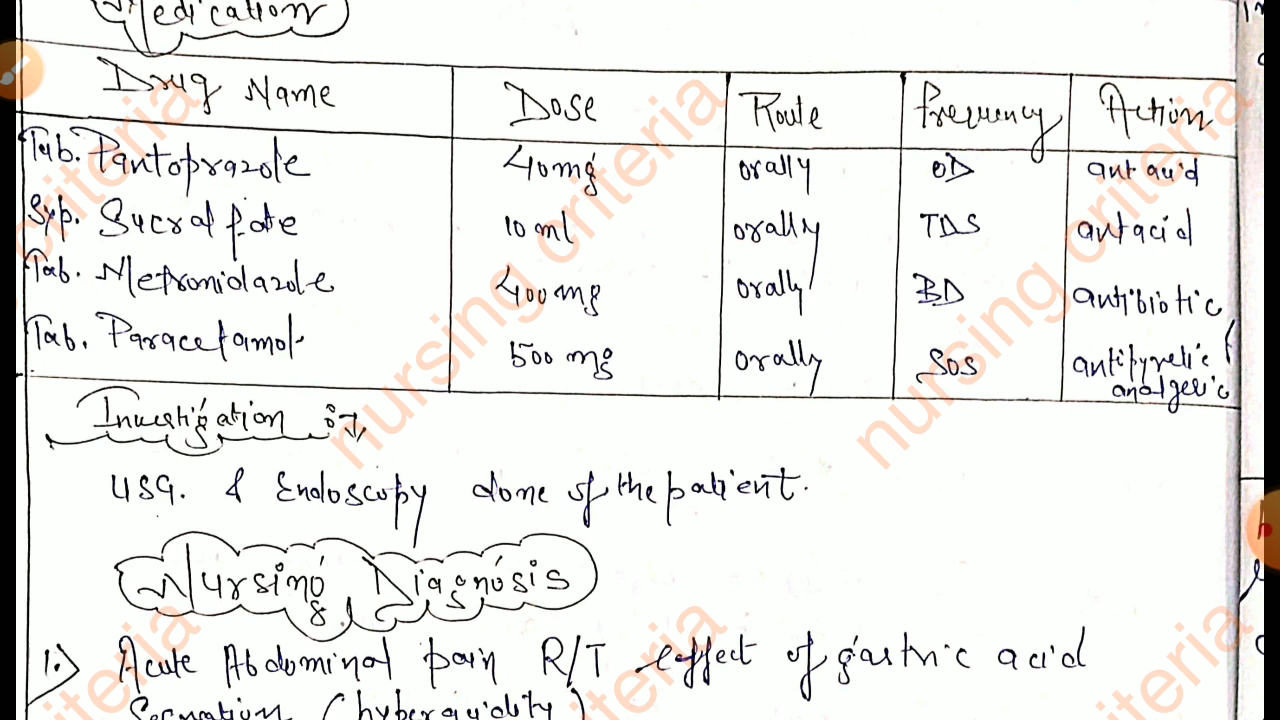 Medication
Drug Name Dose Route Frequency Action
Tab. Pantoprazole 40mg orally OD antacid
Syp. Sucralfate 10 ml orally TDS antacid
Tab. Metronidazole 400mg orally BD antibiotic
Tab. Paracetamol 500 mg orally SOS antipyretic &
analgesic
Investigation :→
USG. & Endoscopy done of the patient.
Nursing Diagnosis
1.) Acute Abdominal pain R/T effect of gastric acid
Secreation (hyperacidity)
nursing criteria
nursing criteria